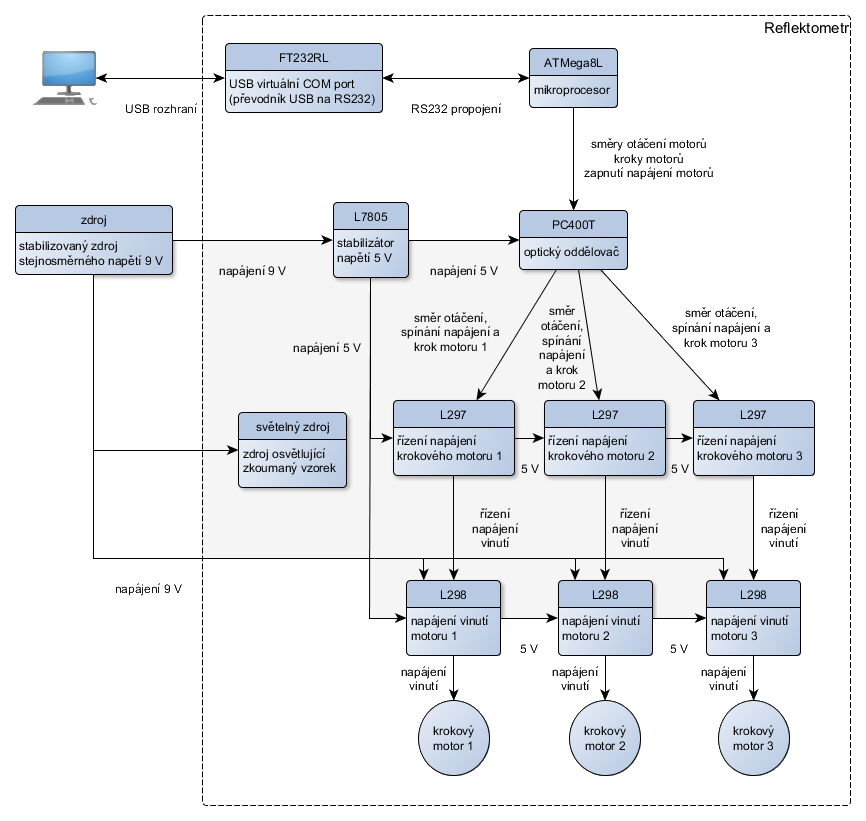 Reflektometr
FT232RL
USB virtuální COM port
(převodník USB na RS232)
ATMega8L
mikroprocesor
USB rozhraní
RS232 propojení
směry otáčení motorů
kroky motorů
zapnutí napájení motorů
zdroj
stabilizovaný zdroj
stejnosměrného napětí 9 V
L7805
stabilizátor
napětí 5 V
PC400T
optický oddělovač
napájení 9 V
napájení 5 V
napájení 5 V
směr otáčení,
spínání napájení a
krok motoru 1
směr
otáčení,
spínání
napájení
a krok
motoru 2
směr otáčení,
spínání napájení a
krok motoru 3
světelný zdroj
zdroj osvětlující
zkoumaný vzorek
L297
řízení napájení
krokového motoru 1
L297
řízení napájení
krokového motoru 2
L297
řízení napájení
krokového motoru 3
5 V
5 V
řízení
napájení
vinutí
řízení
napájení
vinutí
řízení
napájení
vinutí
napájení 9 V
L298
napájení vinutí
motoru 1
L298
napájení vinutí
motoru 2
L298
napájení vinutí
motoru 3
5 V
5 V
napájení
vinutí
napájení
vinutí
napájení
vinutí
krokový
motor 1
krokový
motor 2
krokový
motor 3